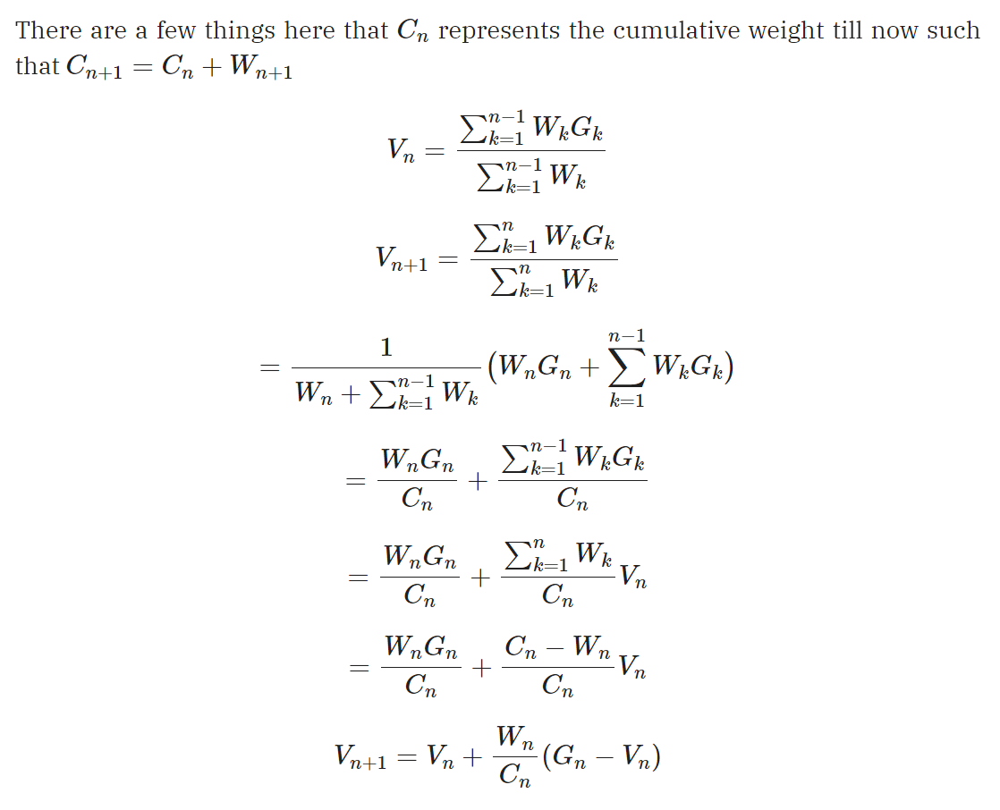 There are a few things here that $C_n$ represents the cumulative weight till now such
that $C_{n+1} = C_n + W_{n+1}$
$V_n = \frac{\sum_{k=1}^{n-1} W_k G_k}{\sum_{k=1}^{n-1} W_k}$
$V_{n+1} = \frac{\sum_{k=1}^{n} W_k G_k}{\sum_{k=1}^{n} W_k}$
$= \frac{1}{W_n + \sum_{k=1}^{n-1} W_k} (W_n G_n + \sum_{k=1}^{n-1} W_k G_k)$
$= \frac{W_n G_n}{C_n} + \frac{\sum_{k=1}^{n-1} W_k G_k}{C_n}$
$= \frac{W_n G_n}{C_n} + \frac{\sum_{k=1}^{n} W_k}{C_n} V_n$
$= \frac{W_n G_n}{C_n} + \frac{C_n - W_n}{C_n} V_n$
$V_{n+1} = V_n + \frac{W_n}{C_n} (G_n - V_n)$